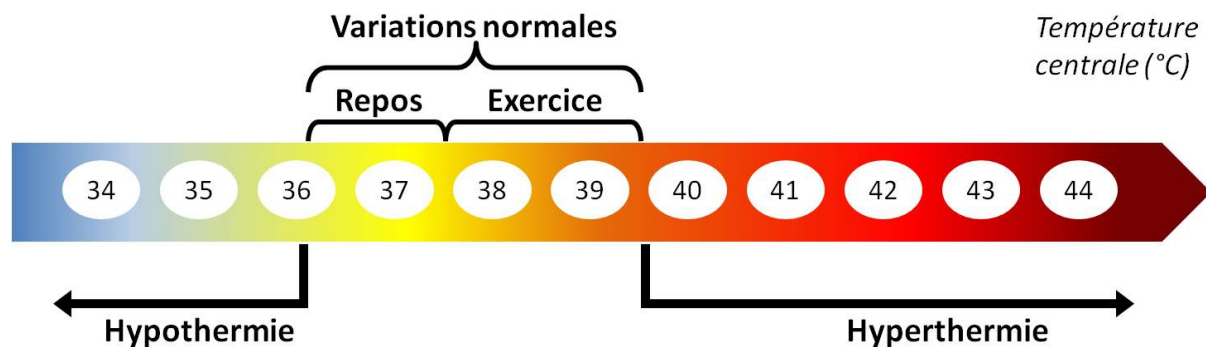 Variations normales
Température
centrale (°C)
Repos Exercice
34 35 36 37 38 39 40 41 42 43 44
Hypothermie Hyperthermie